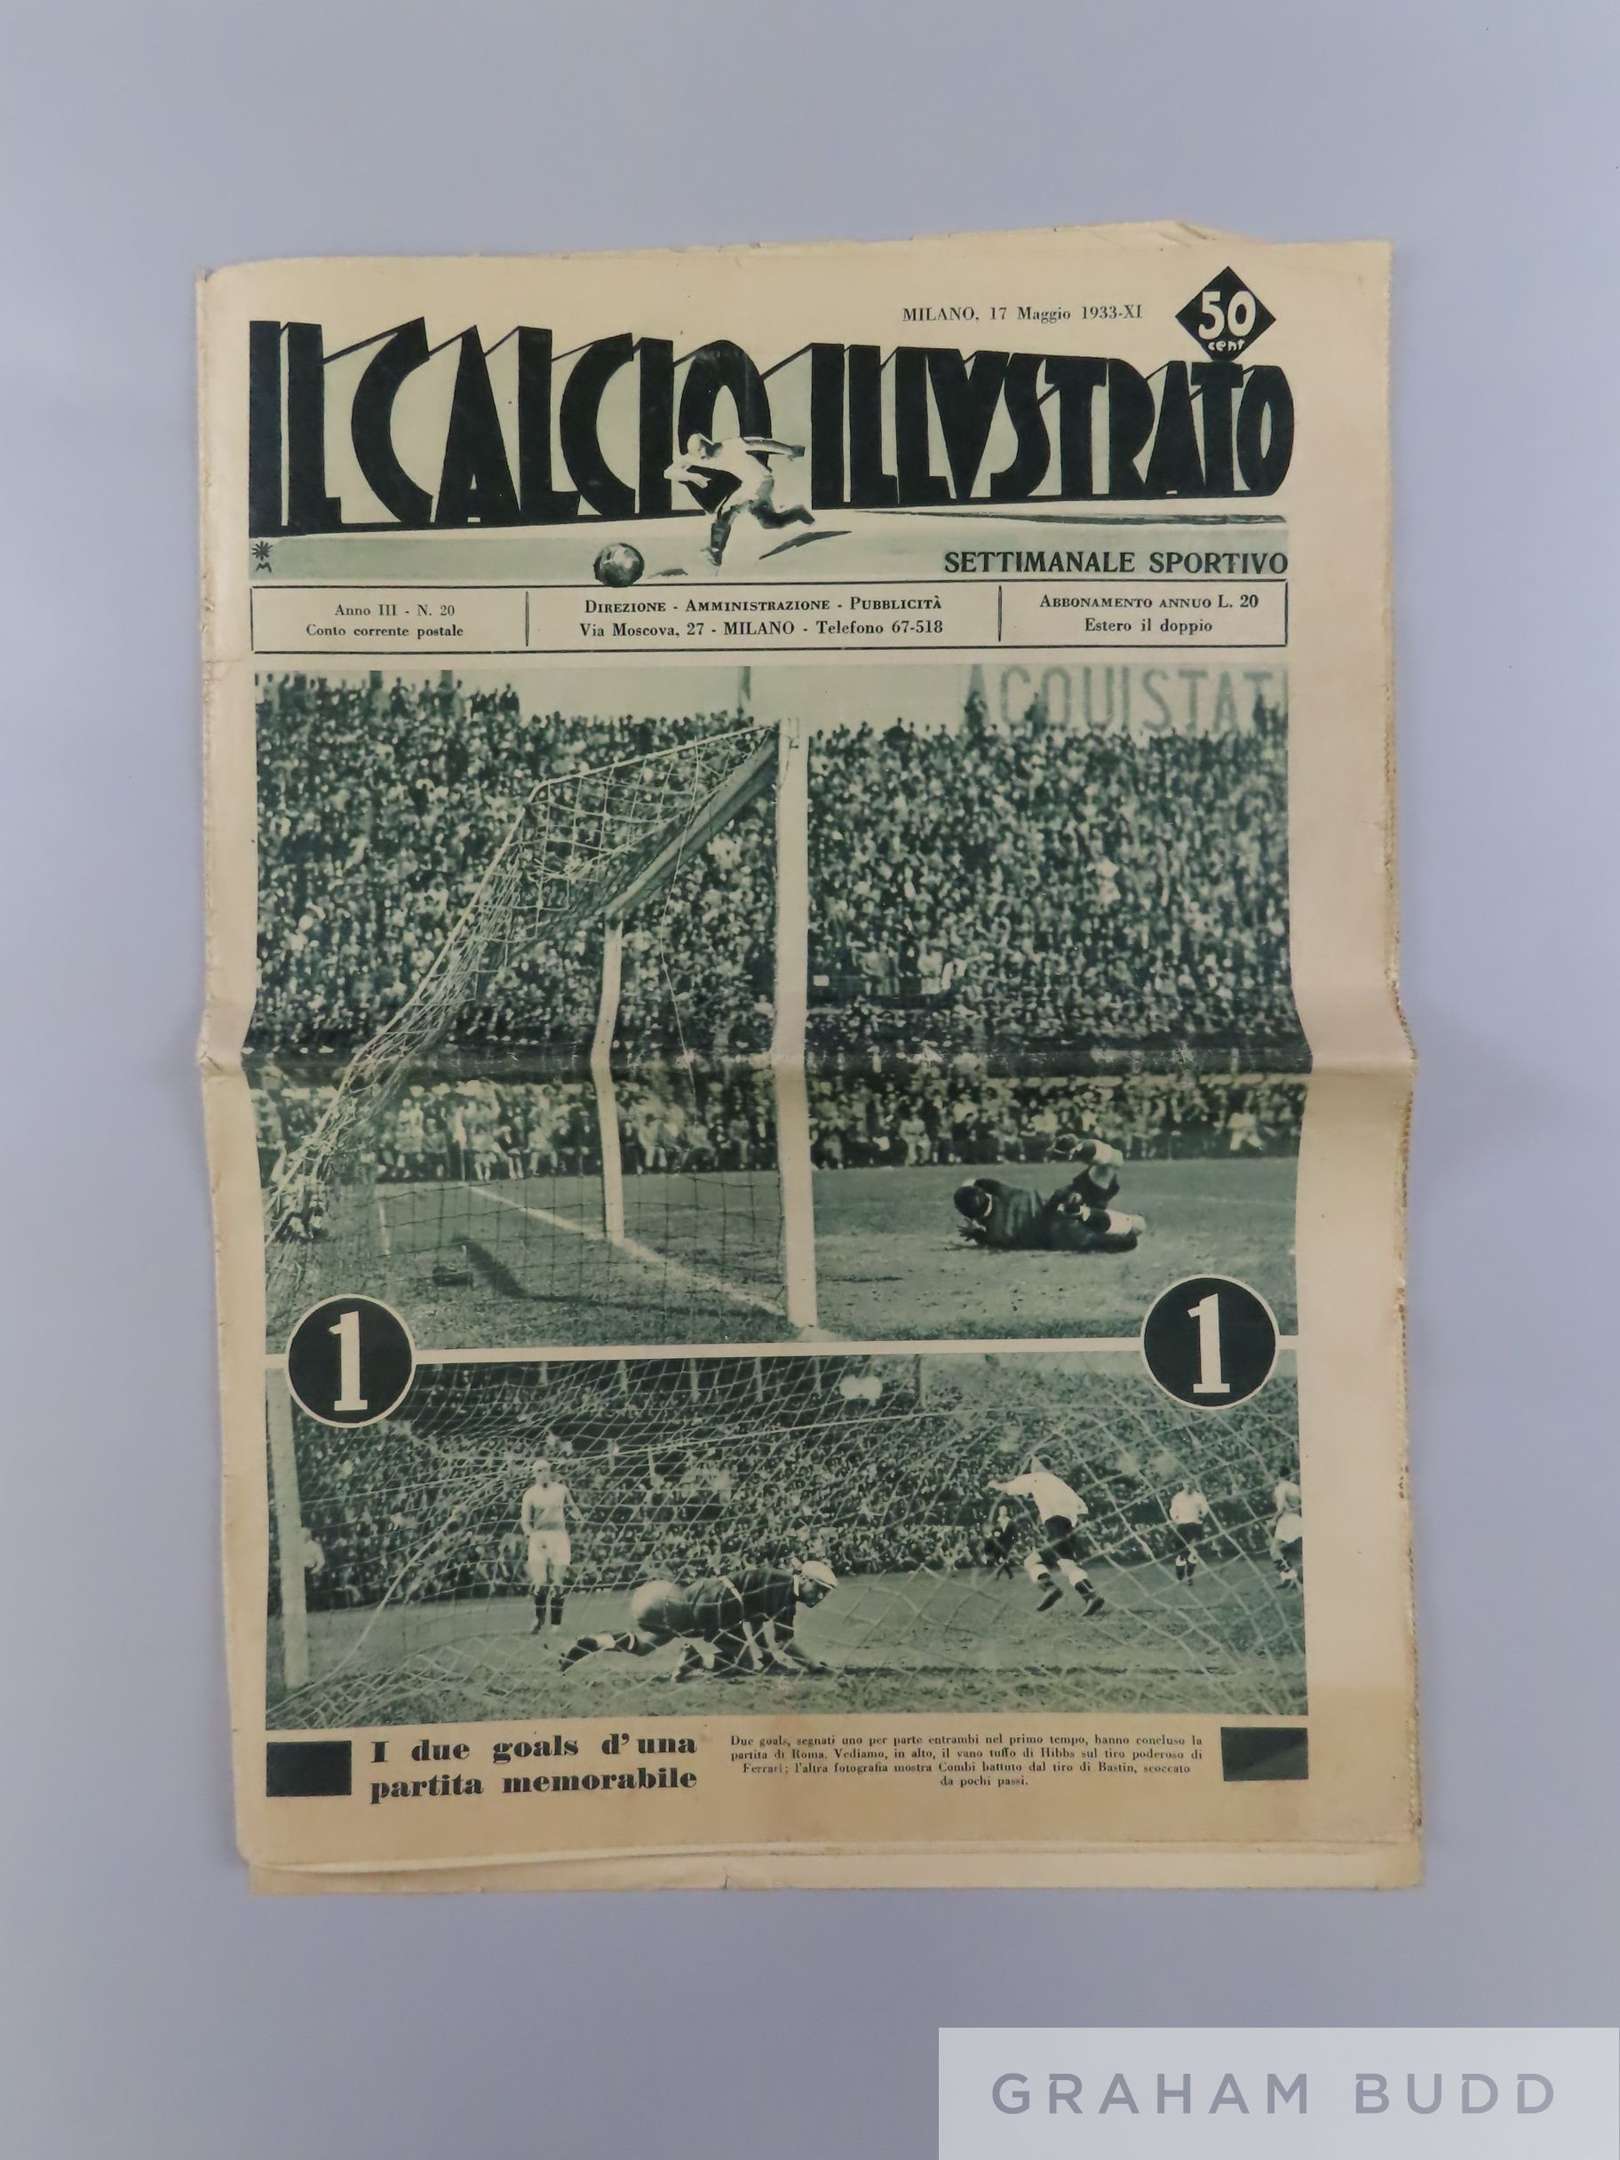 MILANO, 17 Maggio 1933-XI
50
cent
IL CALCIO ILLVSTRATO
SETTIMANALE SPORTIVO
Anno III - N. 20
Conto corrente postale
DIREZIONE - AMMINISTRAZIONE - PUBBLICITÀ
Via Moscova, 27 - MILANO - Telefono 67-518
ABBONAMENTO ANNUO L. 20
Estero il doppio
ACQUISTAT
1
1
I due goals d'una
partita memorabile
Due goals, segnati uno per parte entrambi nel primo tempo, hanno concluso la
partita di Roma. Vediamo, in alto, il vano tuffo di Hibbs sul tiro poderoso di
Ferrari; l'altra fotografia mostra Combi battuto dal tiro di Bastin, scoccato
da pochi passi.
GRAHAM BUDD